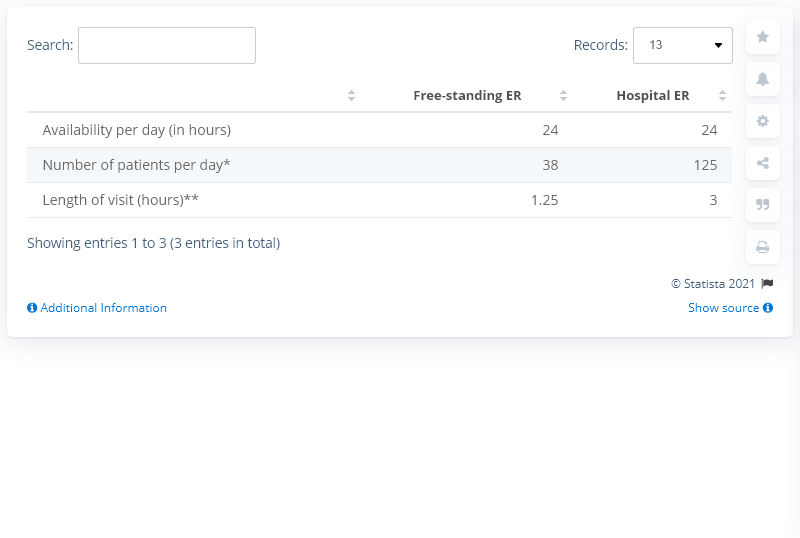 Search:
Records: 13
Free-standing ER Hospital ER
Availability per day (in hours) 24 24
Number of patients per day* 38 125
Length of visit (hours)** 1.25 3
Showing entries 1 to 3 (3 entries in total)
© Statista 2021
Additional Information Show source